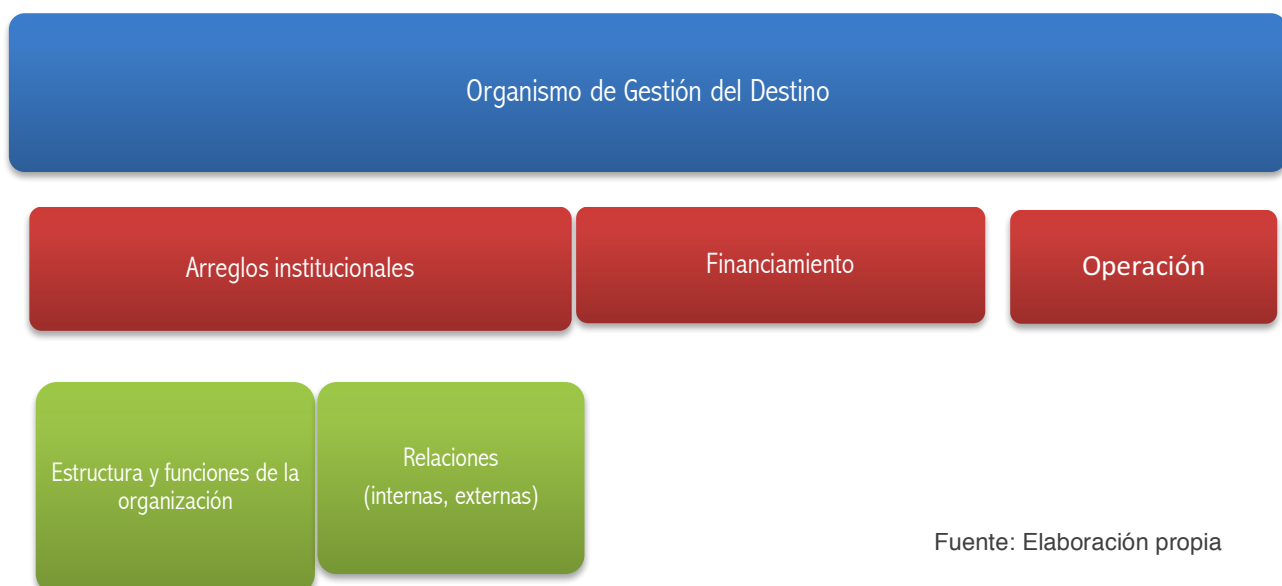 Organismo de Gestión del Destino
Arreglos institucionales
Financiamiento
Operación
Estructura y funciones de la
organización
Relaciones
(internas, externas)
Fuente: Elaboración propia